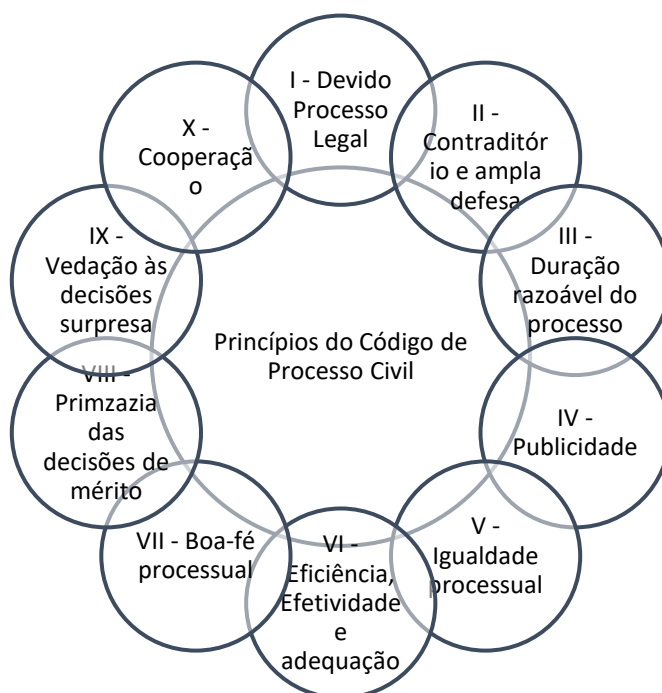 I - Devido
Processo
Legal
II -
Contraditór
io e ampla
defesa
III -
Duração
razoável do
processo
IV -
Publicidade
V -
Igualdade
processual
VI -
Eficiência,
Efetividade
e
adequação
VII - Boa-fé
processual
VIII -
Primzazia
das
decisões de
mérito
IX -
Vedação às
decisões
surpresa
X -
Cooperaçã
o
Princípios do Código de
Processo Civil